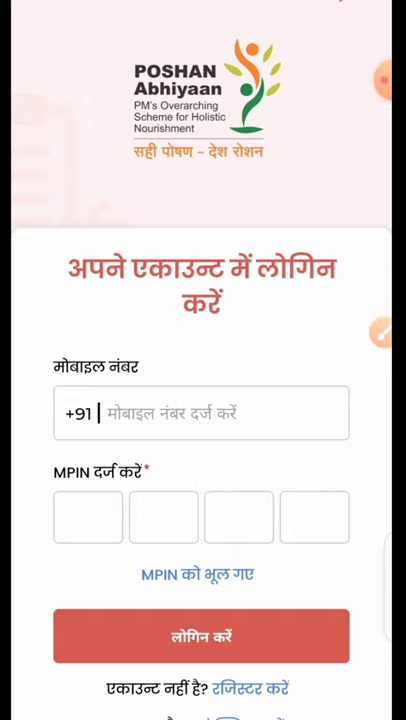 POSHAN
Abhiyaan
PM's Overarching
Scheme for Holistic
Nourishment
सही पोषण - देश रोशन
अपने एकाउन्ट में लोगिन
करें
मोबाइल नंबर
+91 मोबाइल नंबर दर्ज करें
MPIN दर्ज करें*
MPIN को भूल गए
लोगिन करें
एकाउन्ट नहीं है? रजिस्टर करें